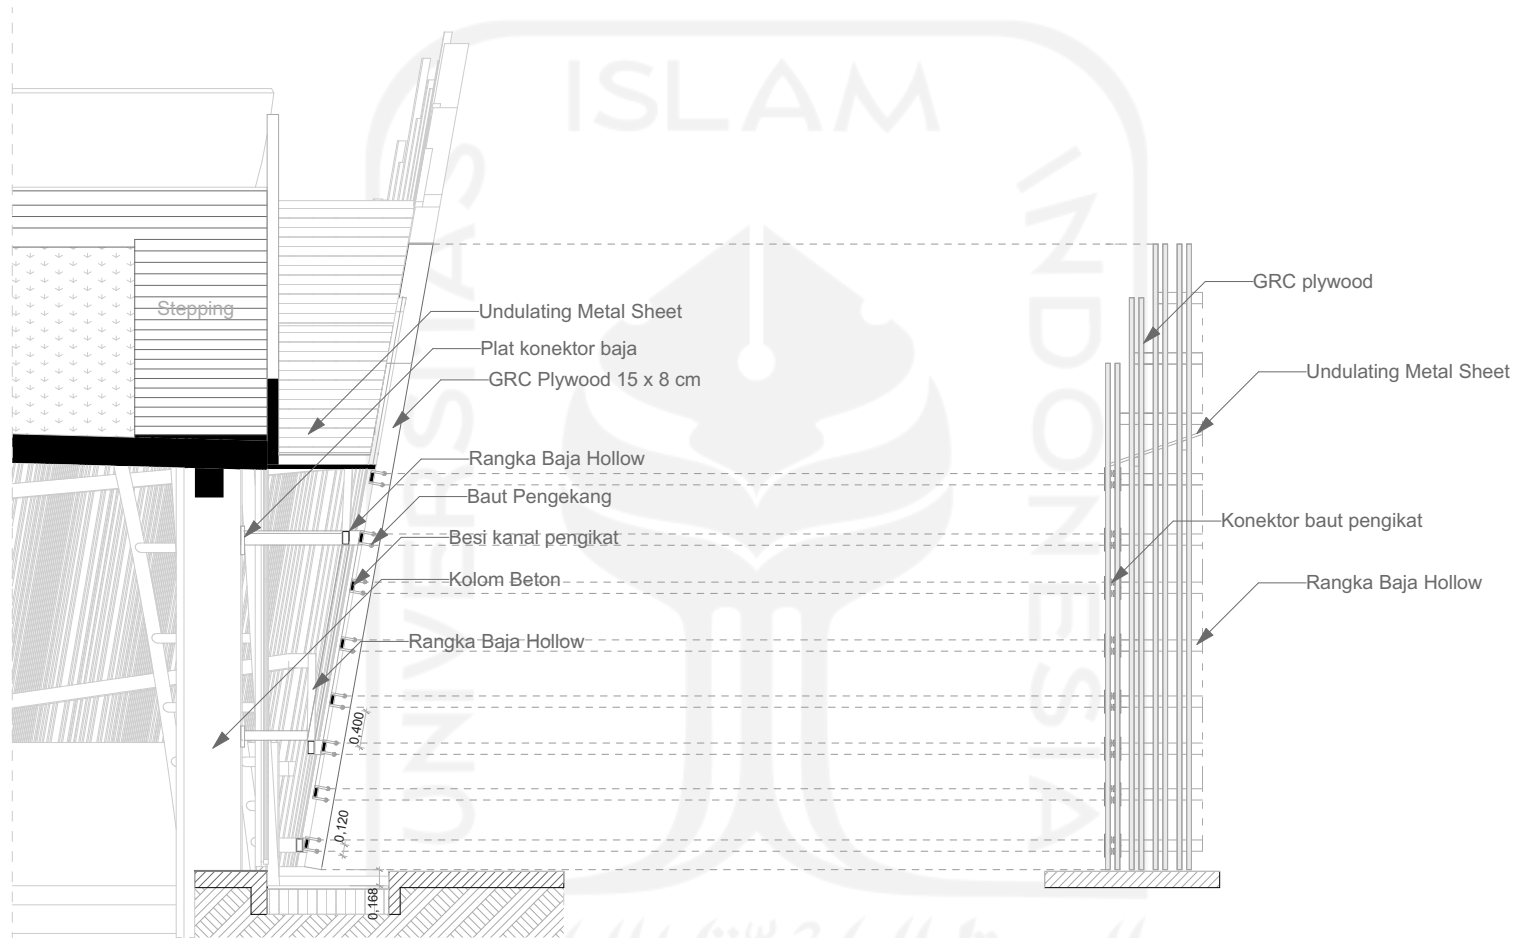 ISLAM
UNIVERSITAS
INDONESIA
GRC plywood
Stepping
Undulating Metal Sheet
Plat konektor baja
GRC Plywood 15 x 8 cm
Undulating Metal Sheet
Rangka Baja Hollow
Baut Pengekang
Konektor baut pengikat
Besi kanal pengikat
Kolom Beton
Rangka Baja Hollow
Rangka Baja Hollow
0,400
0,120
0,168